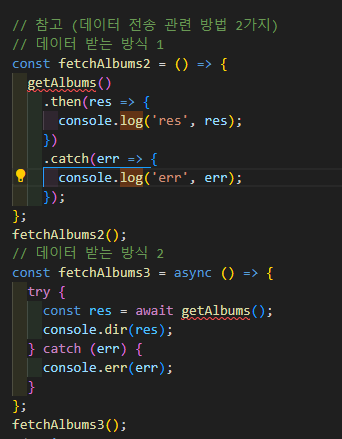 // 참고 (데이터 전송 관련 방법 2가지)
// 데이터 받는 방식 1
const fetchAlbums2 = () => {
  getAlbums()
    .then(res => {
      console.log('res', res);
    })
    .catch(err => {
      console.log('err', err);
    });
};
fetchAlbums2();
// 데이터 받는 방식 2
const fetchAlbums3 = async () => {
  try {
    const res = await getAlbums();
    console.dir(res);
  } catch (err) {
    console.err(err);
  }
};
fetchAlbums3();